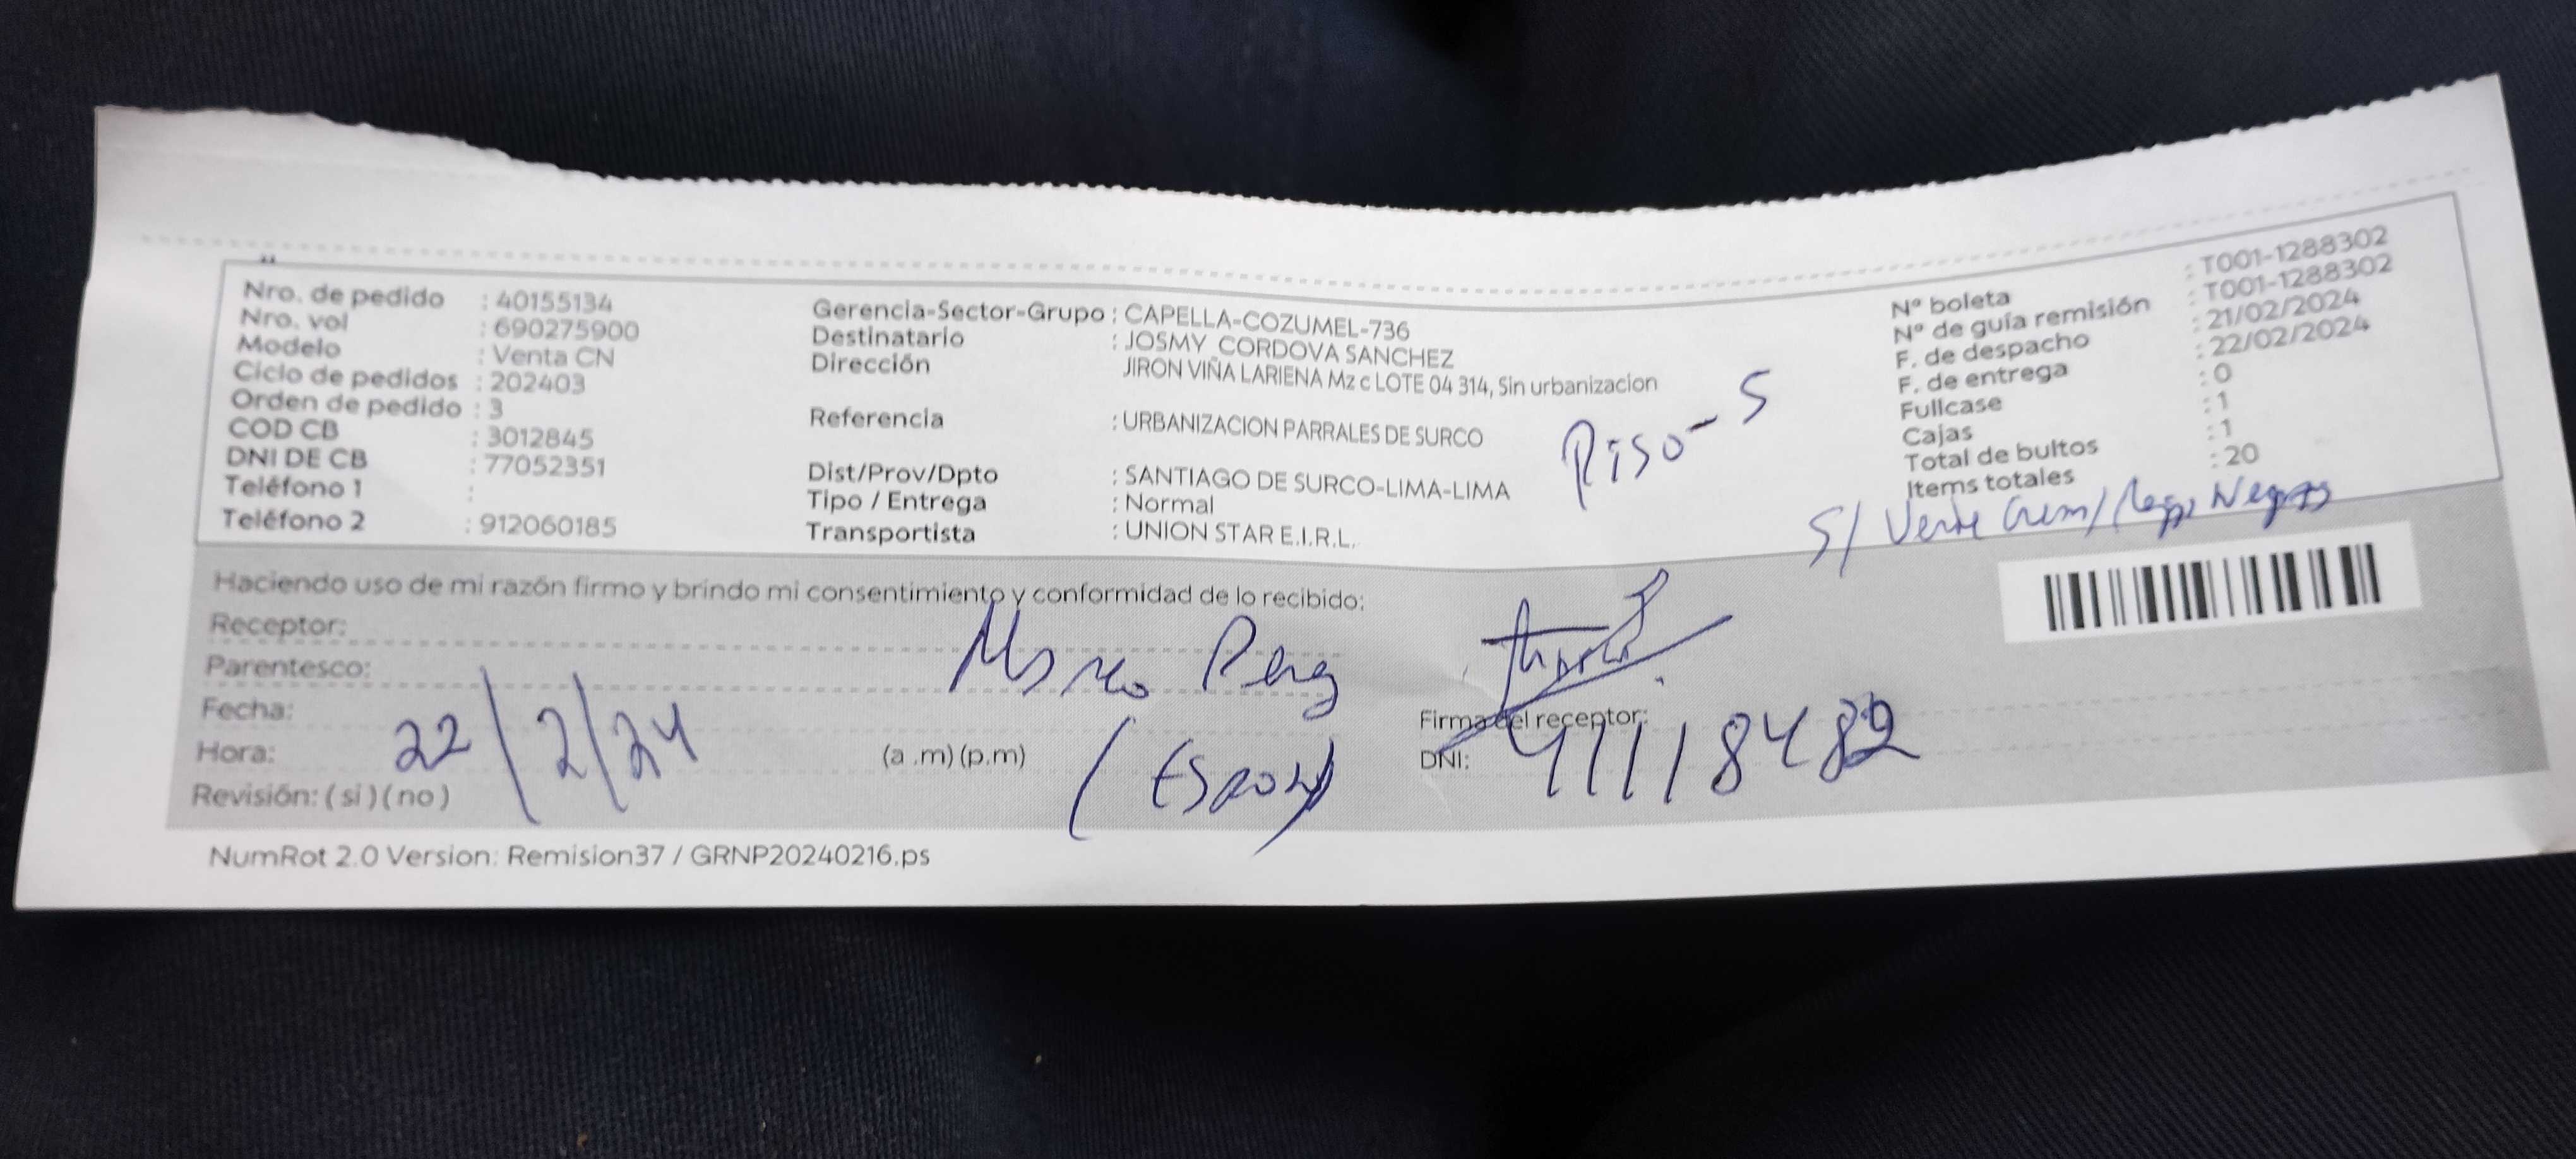 Nro. de pedido : 40155134
Nro. vol : 690275900
Modelo : Venta CN
Ciclo de pedidos : 202403
Orden de pedido : 3
COD CB : 3012845
DNI DE CB : 77052351
Teléfono 1 :
Teléfono 2 : 912060185
Gerencia-Sector-Grupo : CAPELLA-COZUMEL-736
Destinatario : JOSMY CORDOVA SANCHEZ
Dirección JIRON VIÑA LARIENA Mz c LOTE 04 314, Sin urbanizacion
Referencia : URBANIZACION PARRALES DE SURCO
Dist/Prov/Dpto : SANTIAGO DE SURCO-LIMA-LIMA
Tipo / Entrega : Normal
Transportista : UNION STAR E.I.R.L.
Piso - 5
Nº boleta : T001-1288302
Nº de guía remisión : T001-1288302
F. de despacho : 21/02/2024
F. de entrega : 22/02/2024
Fullcase : 0
Cajas : 1
Total de bultos : 1
Items totales : 20
S/ Verde Crem/ Negras
Haciendo uso de mi razón firmo y brindo mi consentimiento y conformidad de lo recibido:
Receptor:
Parentesco:
Fecha:
Hora: (a .m) (p.m)
Revisión: ( si ) ( no )
22/2/24
Perez
Firma del receptor:
DNI: 41118482
NumRot 2.0 Version: Remision37 / GRNP20240216.ps